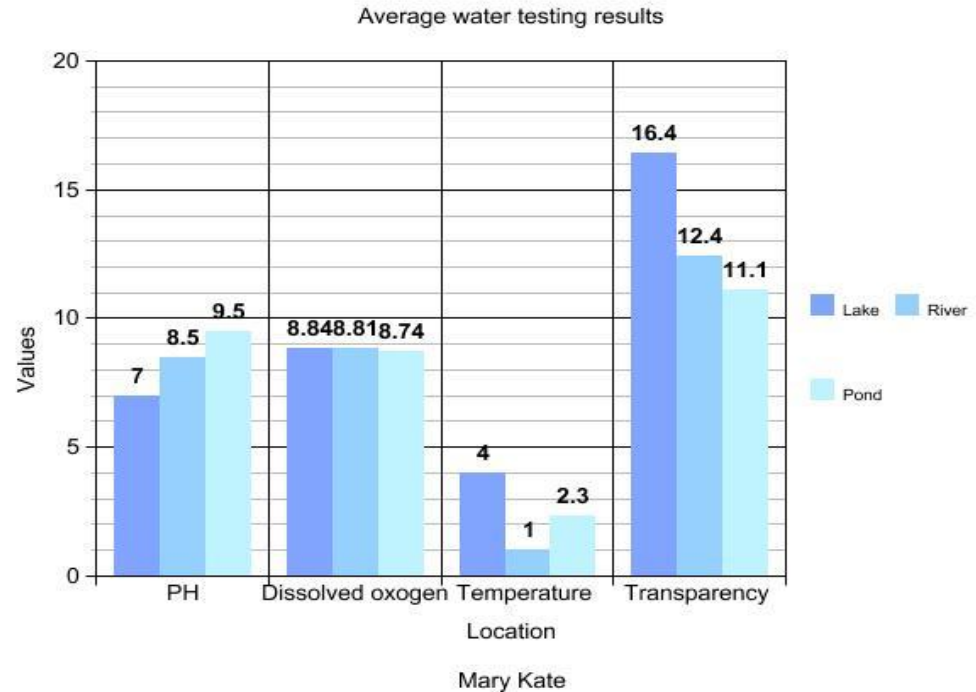 Average water testing results
20
15
10
5
0
Values
7
8.5
9.5
8.84
8.81
8.74
4
1
2.3
16.4
12.4
11.1
PH
Dissolved oxogen
Temperature
Transparency
Location
Mary Kate
Lake
River
Pond